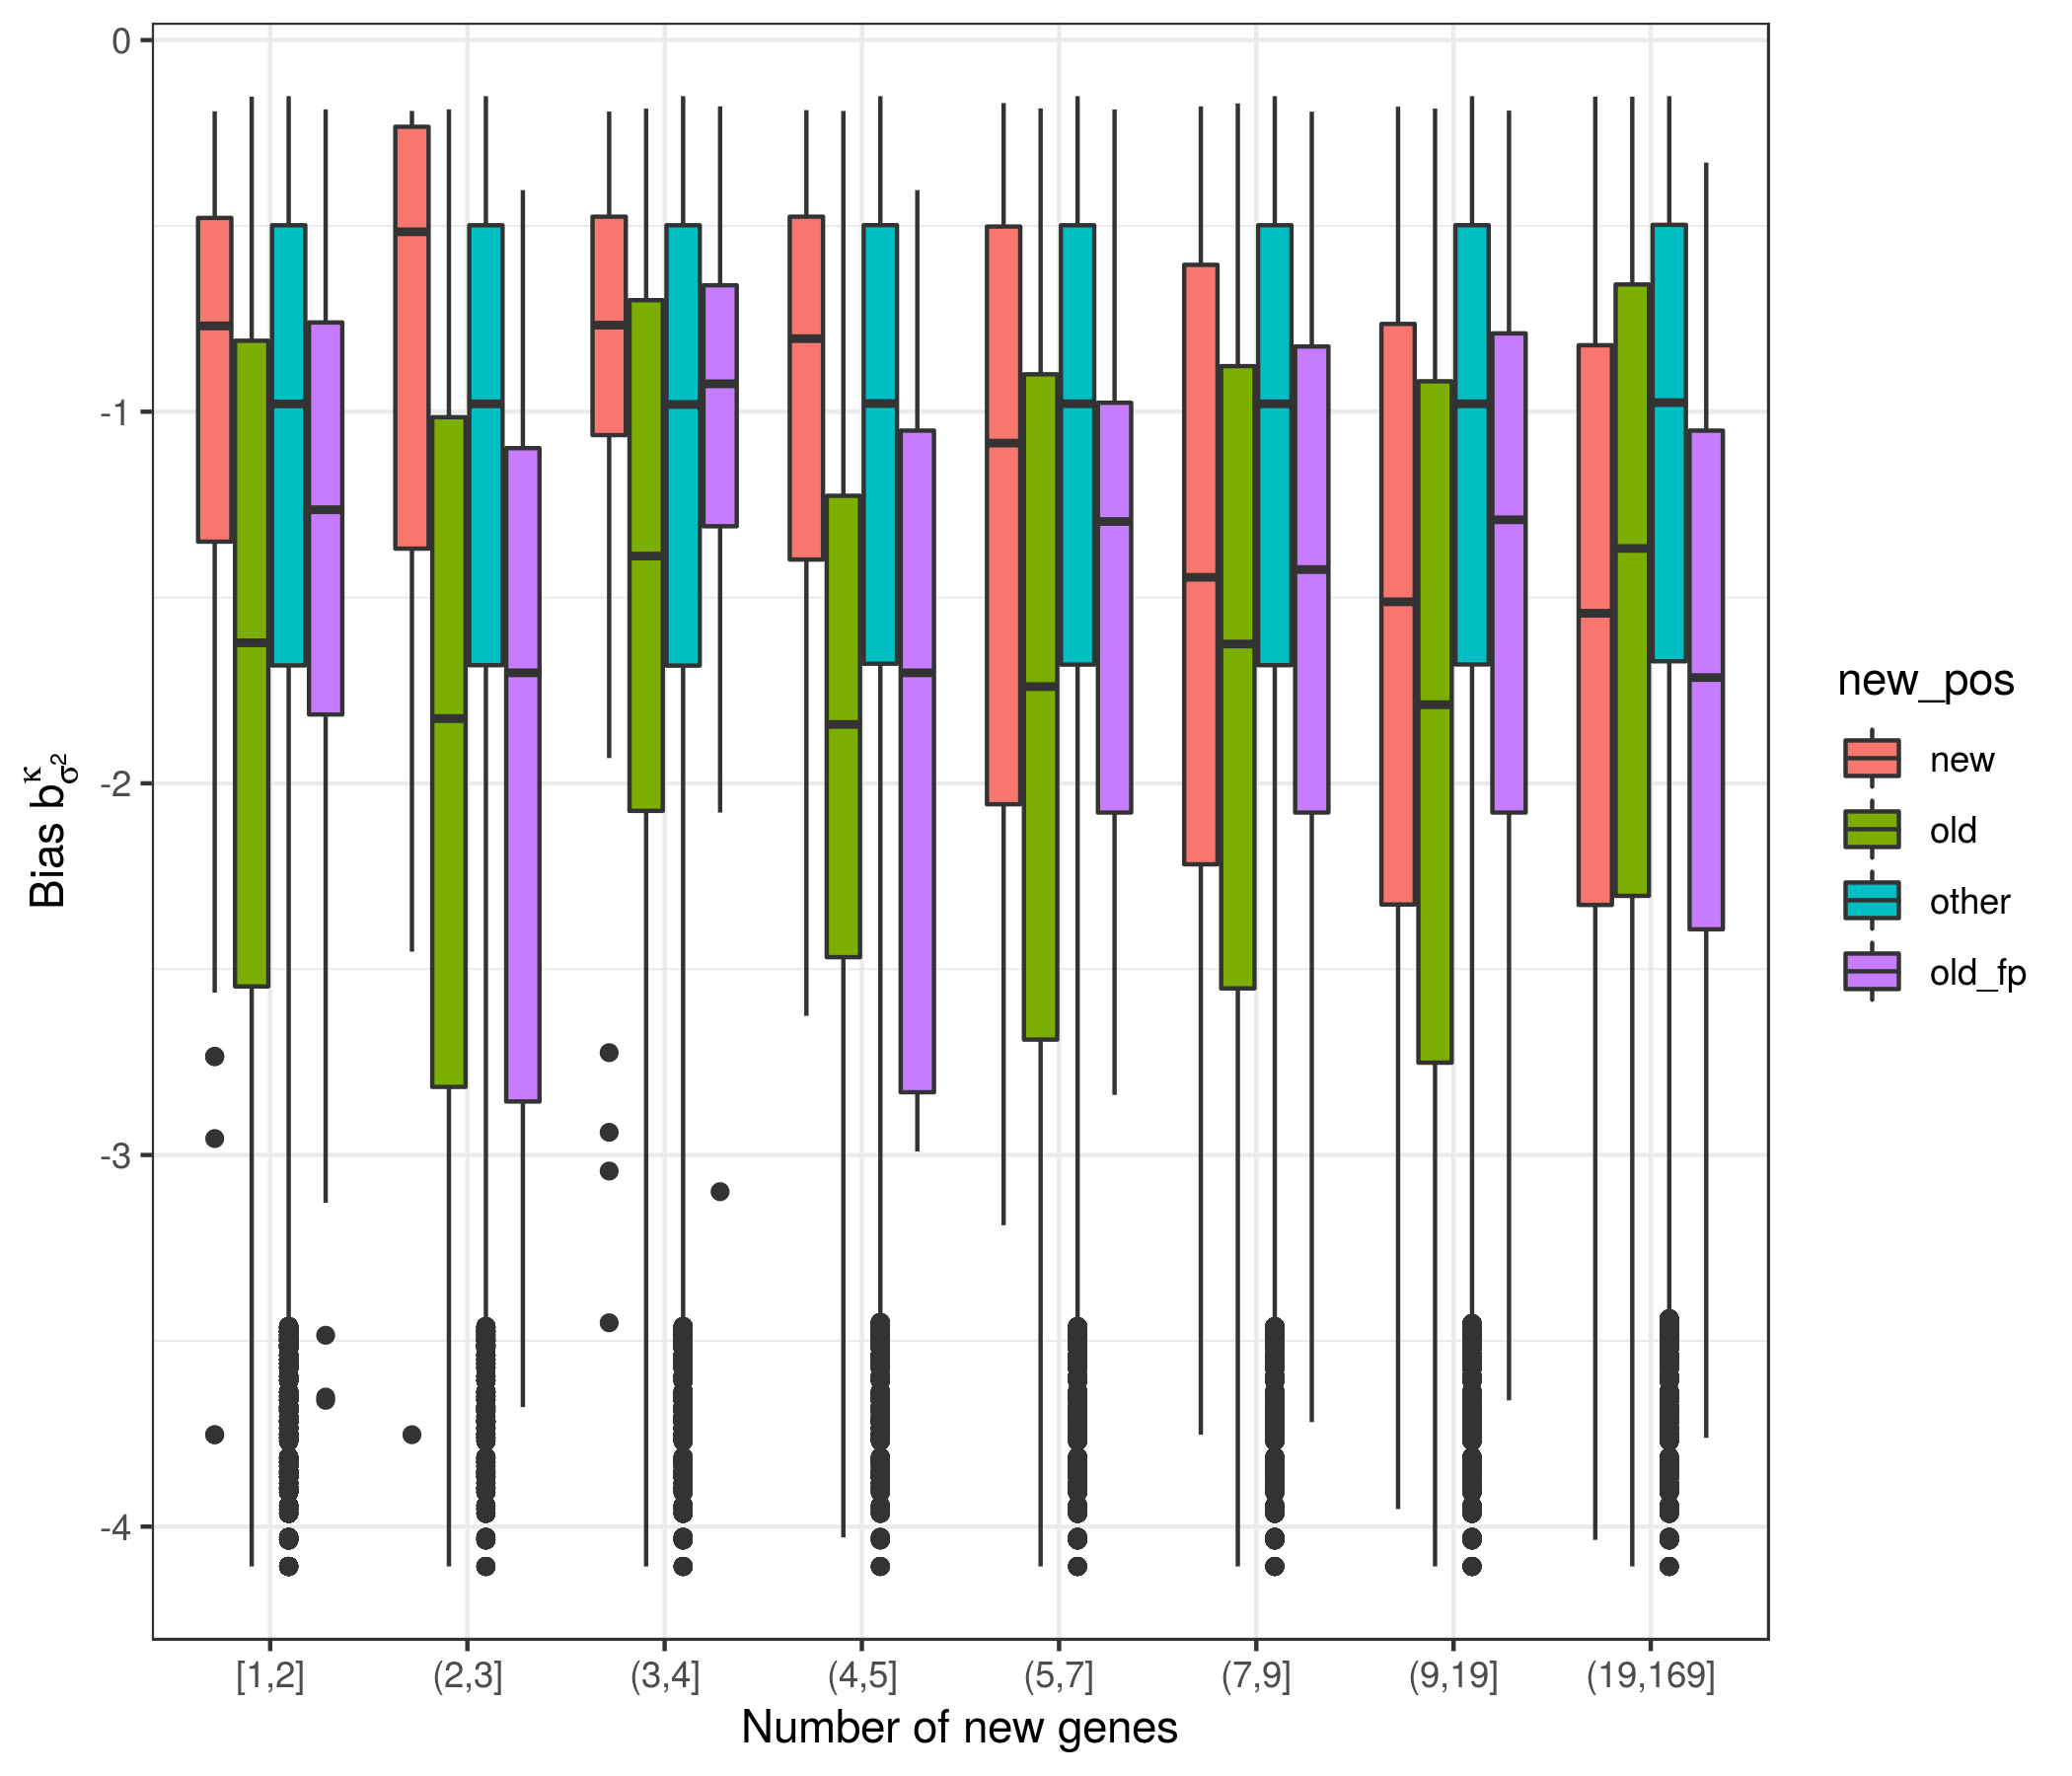 0
-1
-2
-3
-4
Bias b^κ_σ²
[1,2]
(2,3]
(3,4]
(4,5]
(5,7]
(7,9]
(9,19]
(19,169]
Number of new genes
new_pos
new
old
other
old_fp